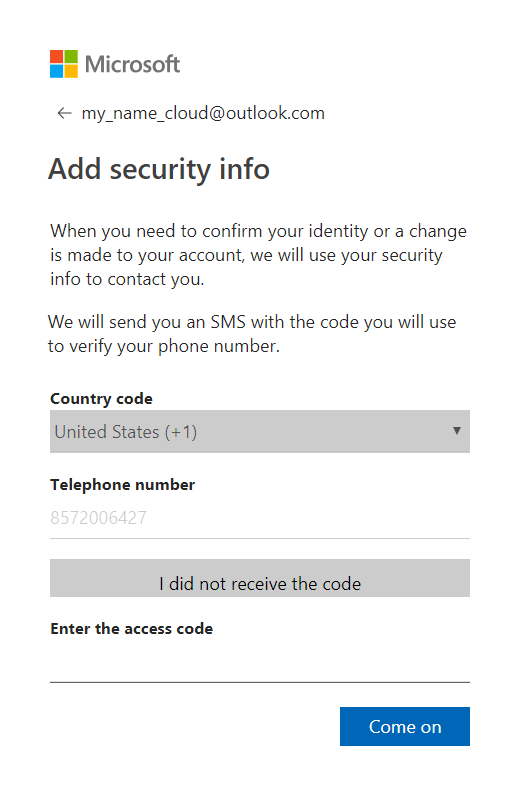 Microsoft
← my_name_cloud@outlook.com
Add security info
When you need to confirm your identity or a change
is made to your account, we will use your security
info to contact you.
We will send you an SMS with the code you will use
to verify your phone number.
Country code
United States (+1)
Telephone number
8572006427
I did not receive the code
Enter the access code
Come on